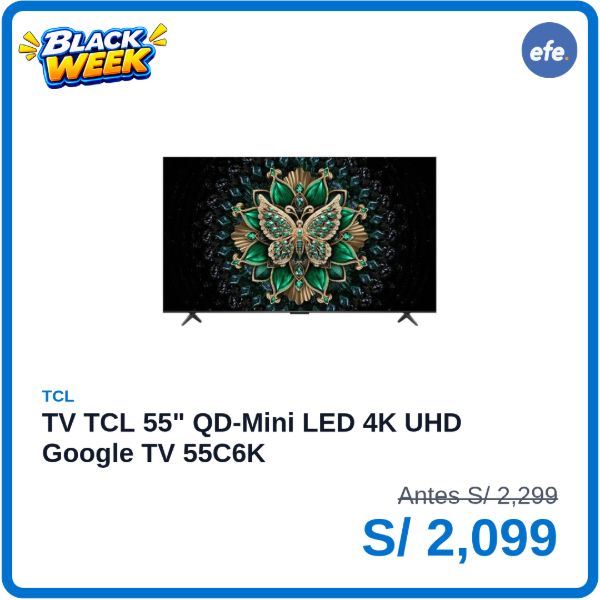 BLACK
WEEK
efe.
TCL
TV TCL 55" QD-Mini LED 4K UHD
Google TV 55C6K
Antes S/ 2,299
S/ 2,099